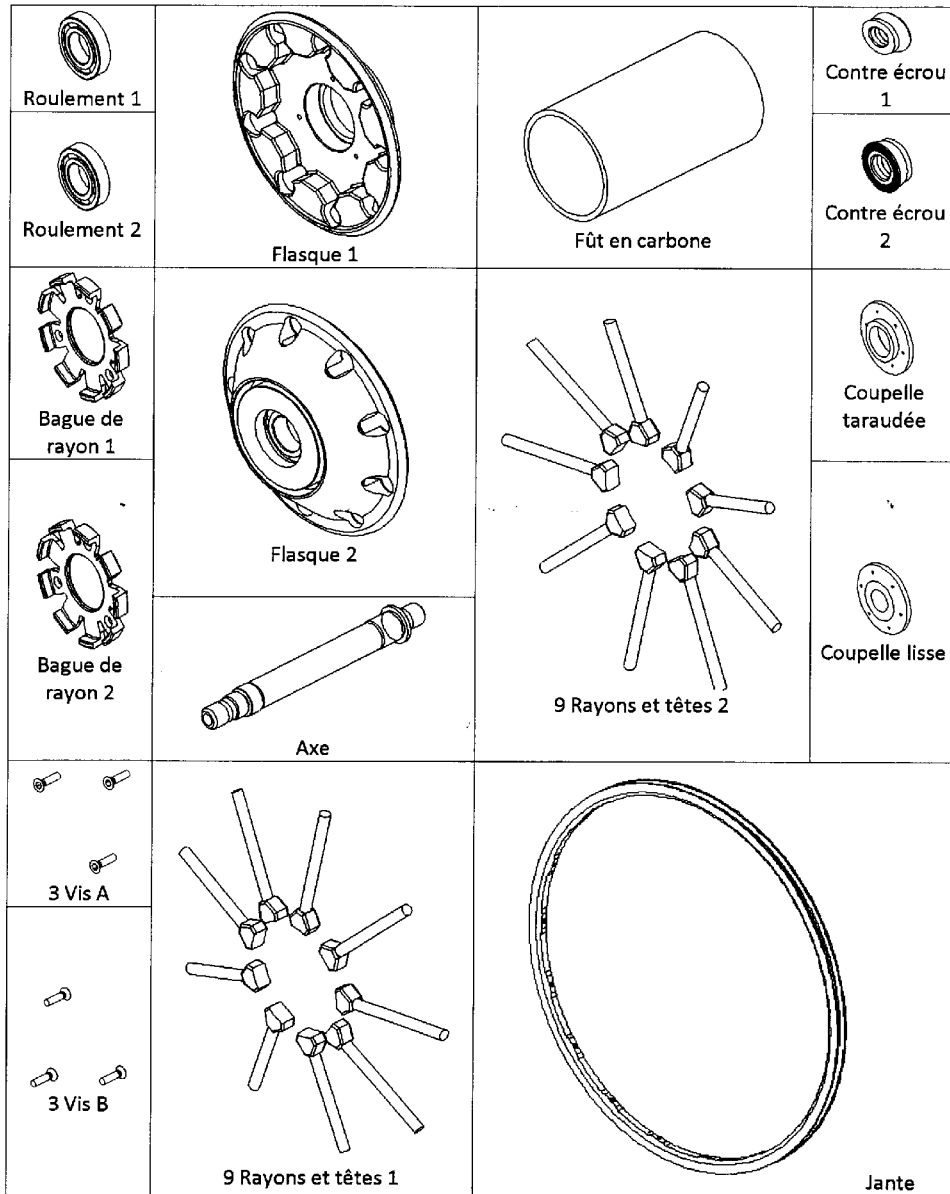 Roulement 1
Roulement 2
Flasque 1
Fût en carbone
Contre écrou
1
Contre écrou
2
Bague de
rayon 1
Bague de
rayon 2
Flasque 2
Axe
9 Rayons et têtes 2
Coupelle
taraudée
Coupelle lisse
3 Vis A
3 Vis B
9 Rayons et têtes 1
Jante